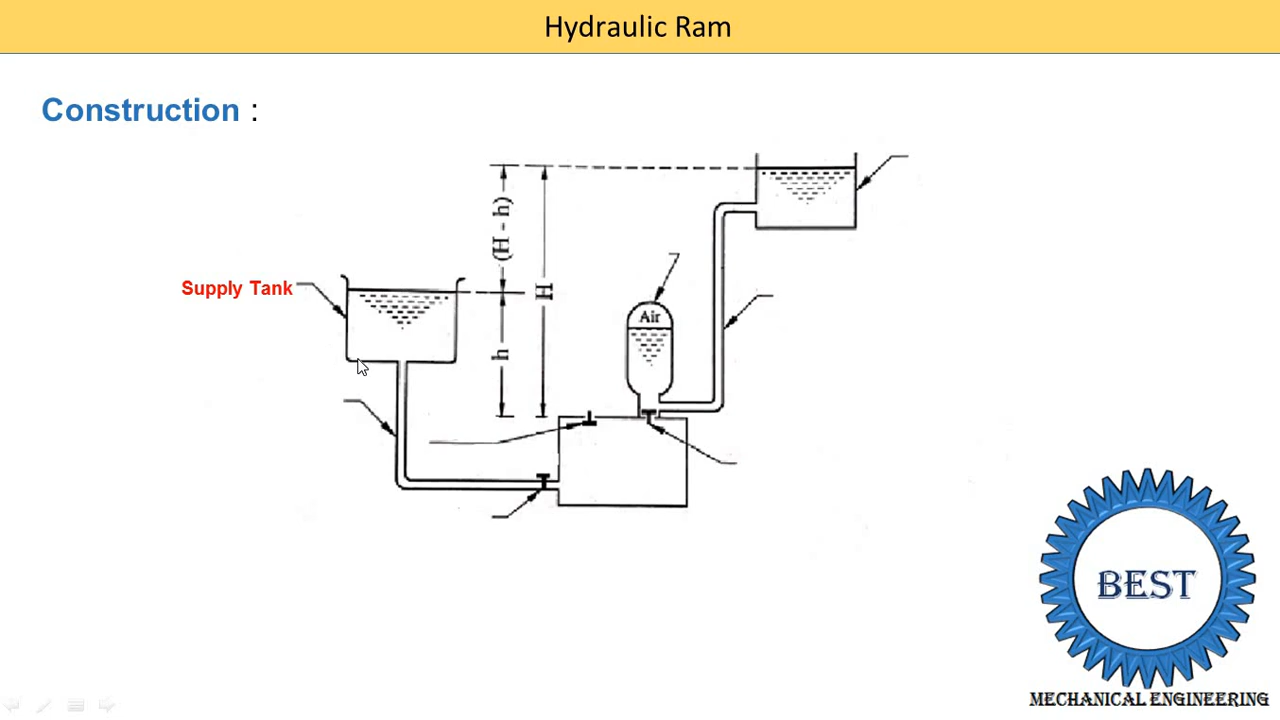 Hydraulic Ram
Construction :
(H - h)
Supply Tank
H
Air
h
BEST
MECHANICAL ENGINEERING